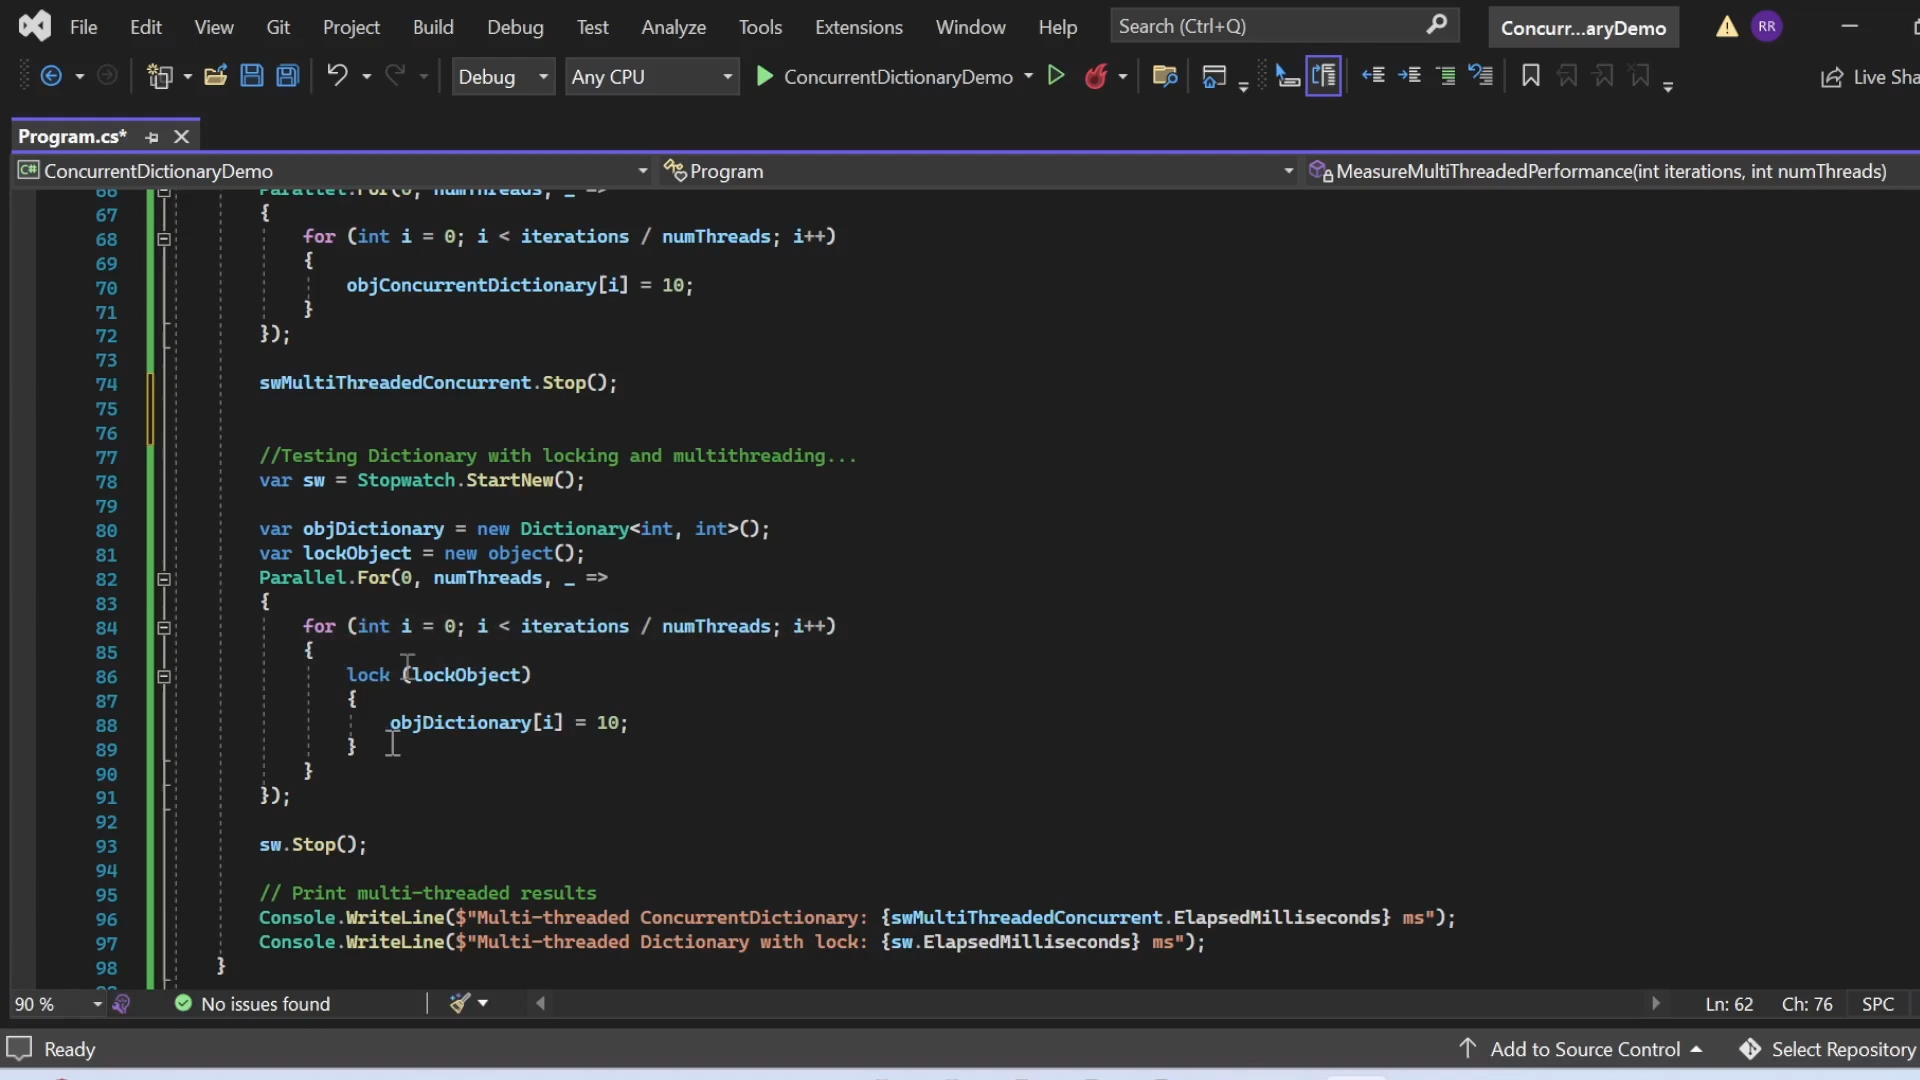 File Edit View Git Project Build Debug Test Analyze Tools Extensions Window Help Search (Ctrl+Q) Concurr...aryDemo RR
Debug Any CPU ConcurrentDictionaryDemo Live Sha
Program.cs*
C# ConcurrentDictionaryDemo Program MeasureMultiThreadedPerformance(int iterations, int numThreads)
66 Parallel.For(0, numThreads, _ =>
67 {
68 for (int i = 0; i < iterations / numThreads; i++)
69 {
70 objConcurrentDictionary[i] = 10;
71 }
72 });
73
74 swMultiThreadedConcurrent.Stop();
75
76
77 //Testing Dictionary with locking and multithreading...
78 var sw = Stopwatch.StartNew();
79
80 var objDictionary = new Dictionary<int, int>();
81 var lockObject = new object();
82 Parallel.For(0, numThreads, _ =>
83 {
84 for (int i = 0; i < iterations / numThreads; i++)
85 {
86 lock (lockObject)
87 {
88 objDictionary[i] = 10;
89 }
90 }
91 });
92
93 sw.Stop();
94
95 // Print multi-threaded results
96 Console.WriteLine($"Multi-threaded ConcurrentDictionary: {swMultiThreadedConcurrent.ElapsedMilliseconds} ms");
97 Console.WriteLine($"Multi-threaded Dictionary with lock: {sw.ElapsedMilliseconds} ms");
98 }
90 % No issues found Ln: 62 Ch: 76 SPC
Ready Add to Source Control Select Repository